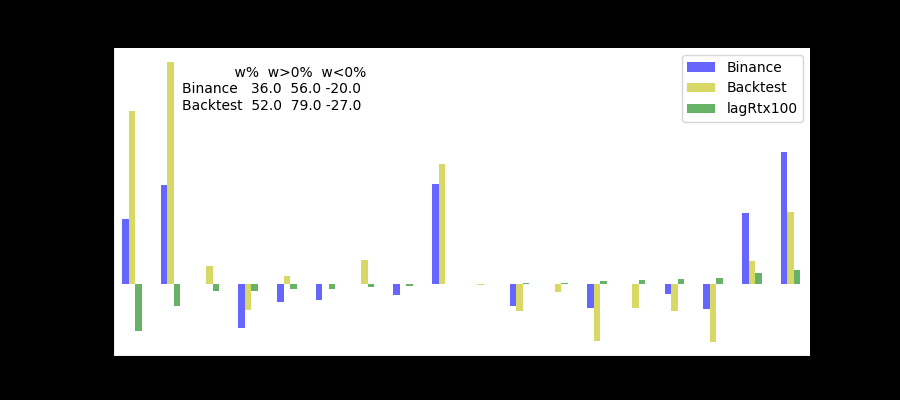 w% w>0% w<0%
Binance 36.0 56.0 -20.0
Backtest 52.0 79.0 -27.0
Binance
Backtest
lagRtx100